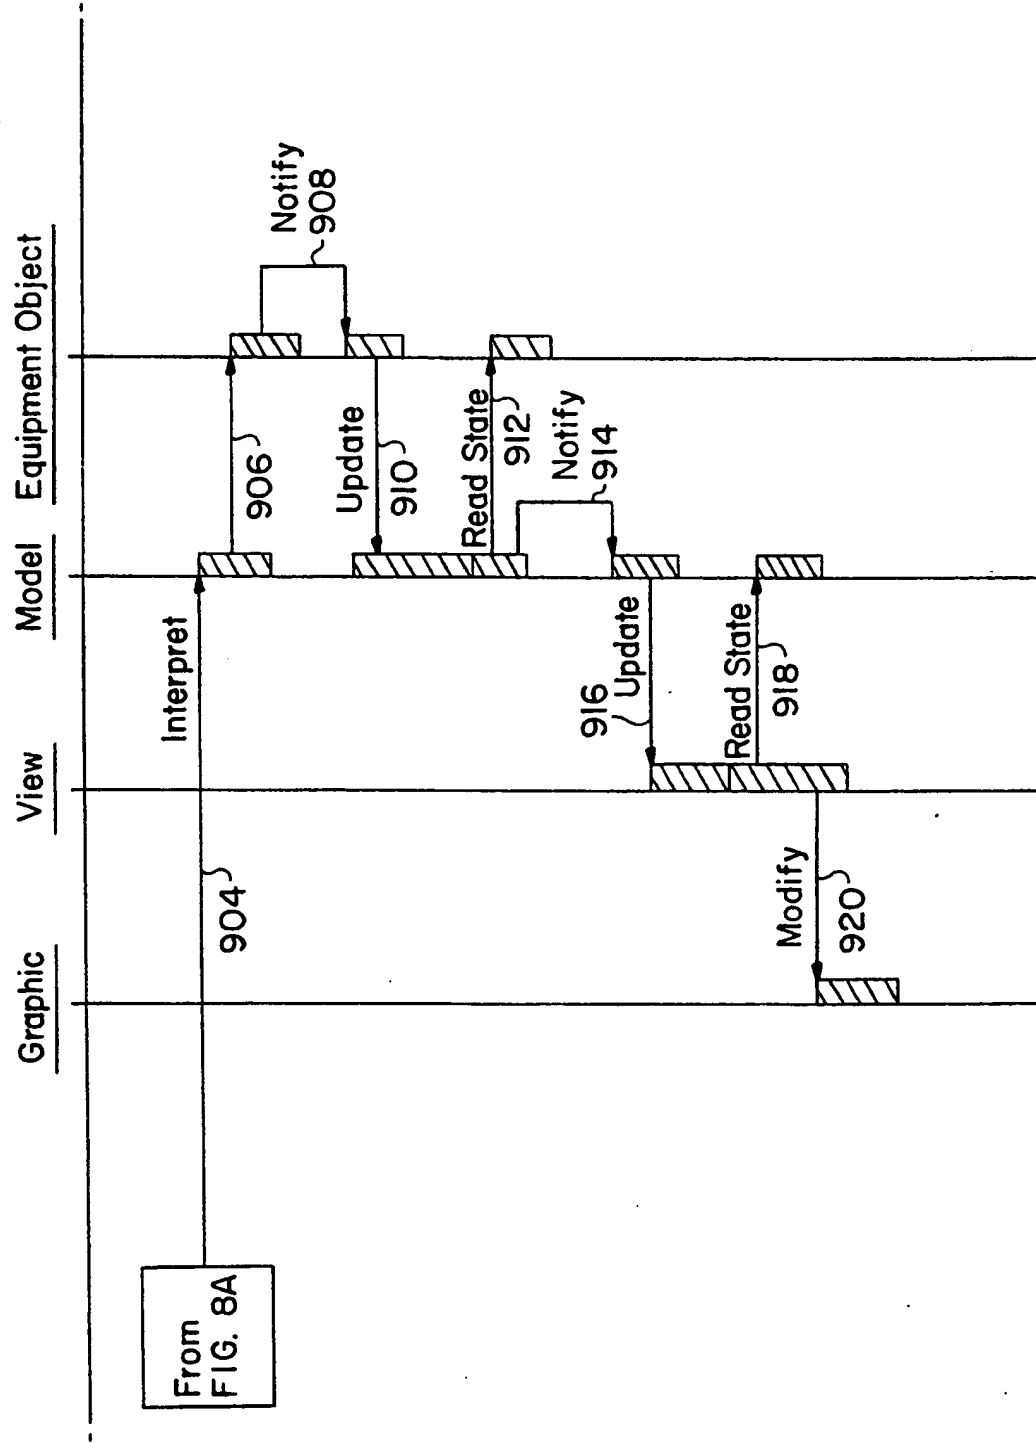 Graphic
View
Model
Equipment Object
From
FIG. 8A
904
Interpret
906
Notify
908
Update
910
Read State
912
Notify
914
916
Update
Read State
918
Modify
920